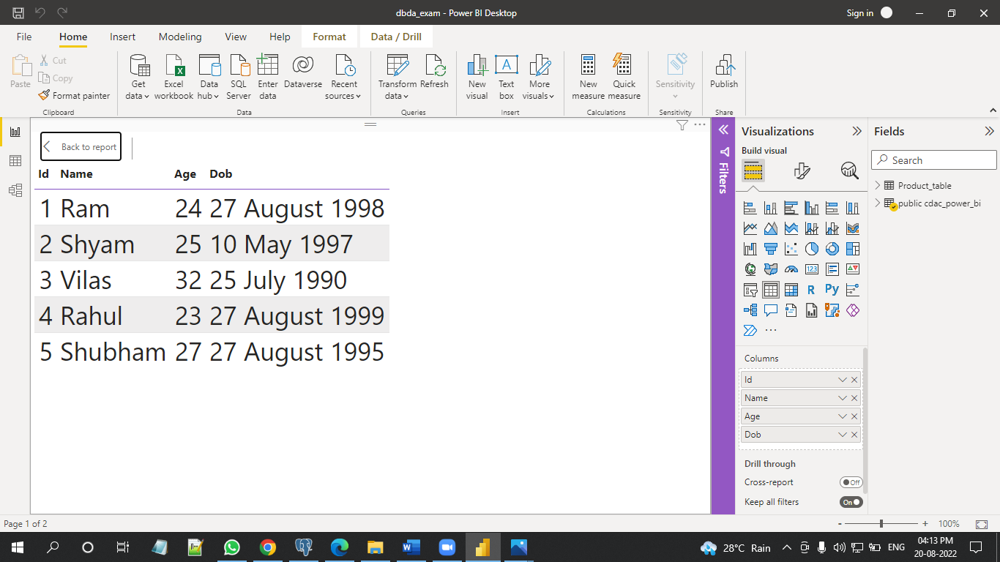 dbda_exam - Power BI Desktop
Sign in
File Home Insert Modeling View Help Format Data / Drill
Paste
Cut
Copy
Format painter
Clipboard
Get data
Excel workbook
Data hub
SQL Server
Enter data
Dataverse
Recent sources
Data
Transform data
Refresh
Queries
New visual
Text box
More visuals
Insert
New measure
Quick measure
Calculations
Sensitivity
Sensitivity
Publish
Share
Back to report
Id Name Age Dob
1 Ram 24 27 August 1998
2 Shyam 25 10 May 1997
3 Vilas 32 25 July 1990
4 Rahul 23 27 August 1999
5 Shubham 27 27 August 1995
Filters
Visualizations
Build visual
123
R
Py
Columns
Id
Name
Age
Dob
Drill through
Cross-report Off
Keep all filters On
Fields
Search
Product_table
public cdac_power_bi
Page 1 of 2
- + 100%
28°C Rain
ENG
04:13 PM
20-08-2022